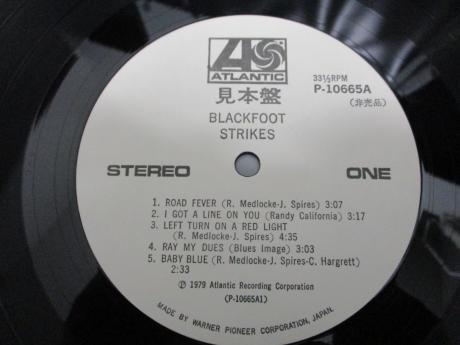 ATLANTIC
33⅓RPM
P-10665A
(非売品)
見本盤
BLACKFOOT
STRIKES
STEREO ONE
1. ROAD FEVER (R. Medlocke-J. Spires) 3:07
2. I GOT A LINE ON YOU (Randy California) 3:17
3. LEFT TURN ON A RED LIGHT
(R. Medlocke-J. Spires) 4:35
4. RAY MY DUES (Blues Image) 3:03
5. BABY BLUE (R. Medlocke-J. Spires-C. Hargrett)
2:33
℗ 1979 Atlantic Recording Corporation
(P-10665A1)
MADE BY WARNER PIONEER CORPORATION, JAPAN.